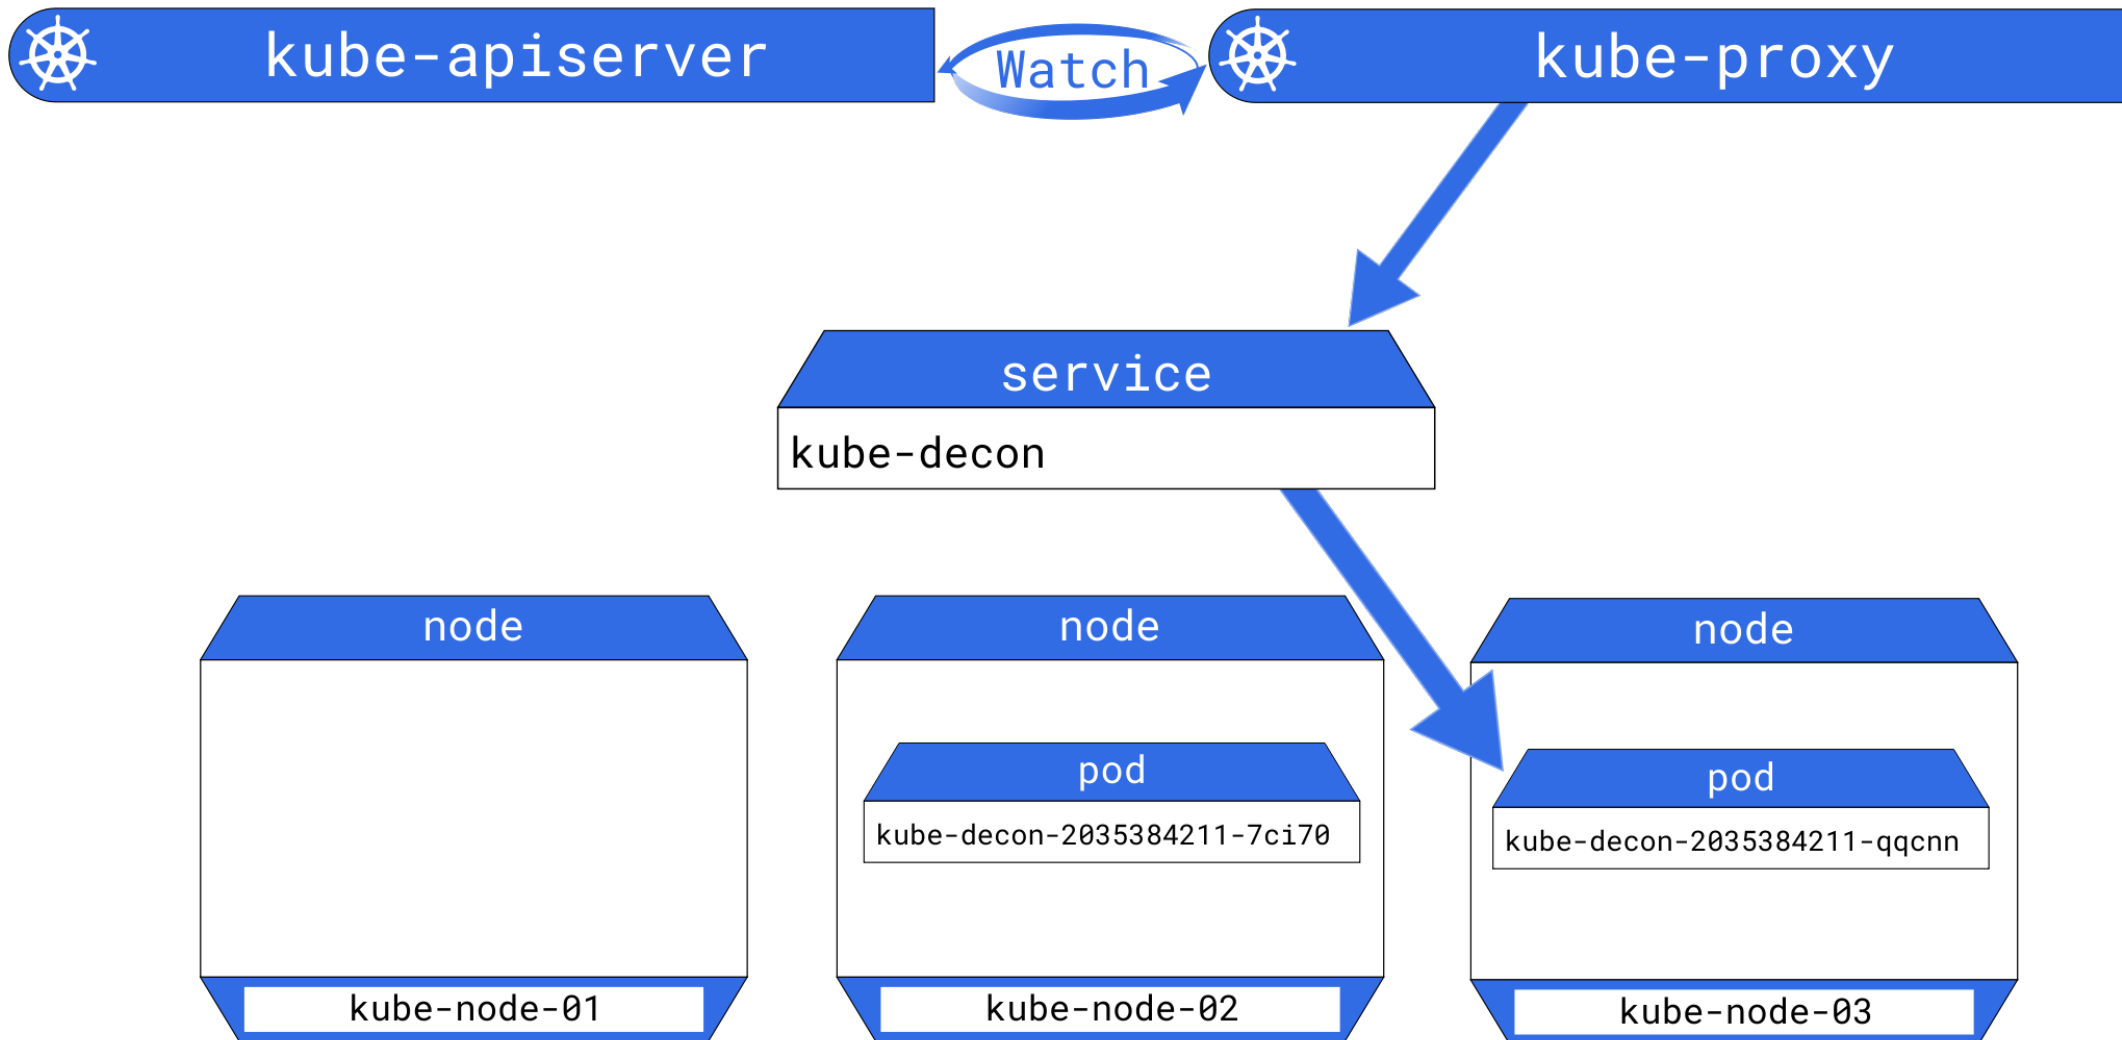 kube-apiserver
Watch
kube-proxy
service
kube-decon
node
node
node
pod
kube-decon-2035384211-7ci70
pod
kube-decon-2035384211-qqcnn
kube-node-01
kube-node-02
kube-node-03